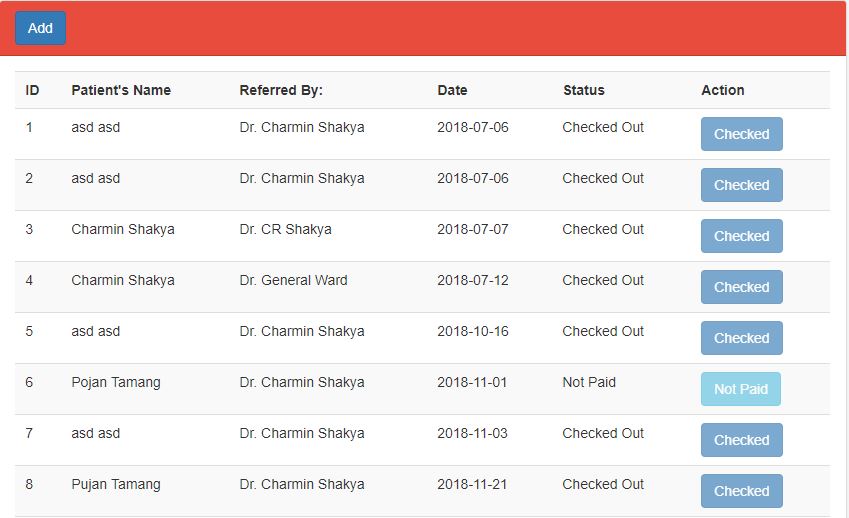 Add
ID Patient's Name Referred By: Date Status Action
1 asd asd Dr. Charmin Shakya 2018-07-06 Checked Out Checked
2 asd asd Dr. Charmin Shakya 2018-07-06 Checked Out Checked
3 Charmin Shakya Dr. CR Shakya 2018-07-07 Checked Out Checked
4 Charmin Shakya Dr. General Ward 2018-07-12 Checked Out Checked
5 asd asd Dr. Charmin Shakya 2018-10-16 Checked Out Checked
6 Pojan Tamang Dr. Charmin Shakya 2018-11-01 Not Paid Not Paid
7 asd asd Dr. Charmin Shakya 2018-11-03 Checked Out Checked
8 Pujan Tamang Dr. Charmin Shakya 2018-11-21 Checked Out Checked